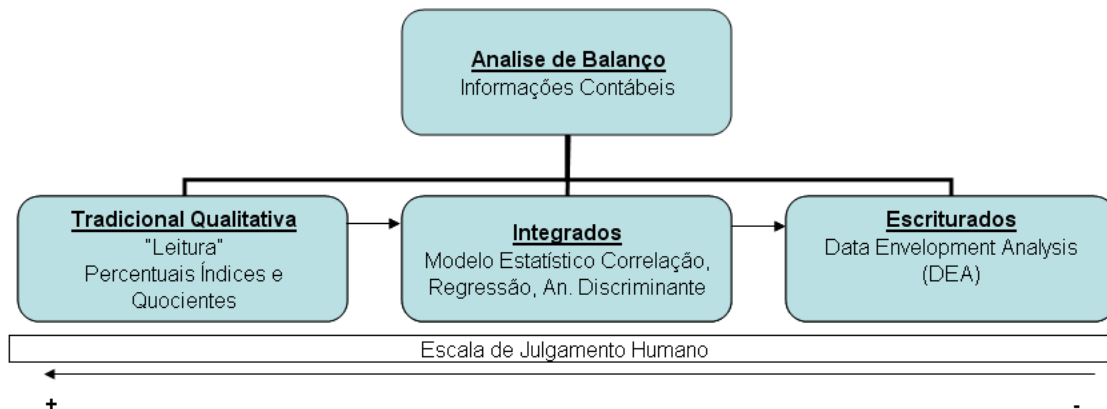 Analise de Balanço
Informações Contábeis
Tradicional Qualitativa
"Leitura"
Percentuais Índices e
Quocientes
Integrados
Modelo Estatístico Correlação,
Regressão, An. Discriminante
Escriturados
Data Envelopment Analysis
(DEA)
Escala de Julgamento Humano
+
-